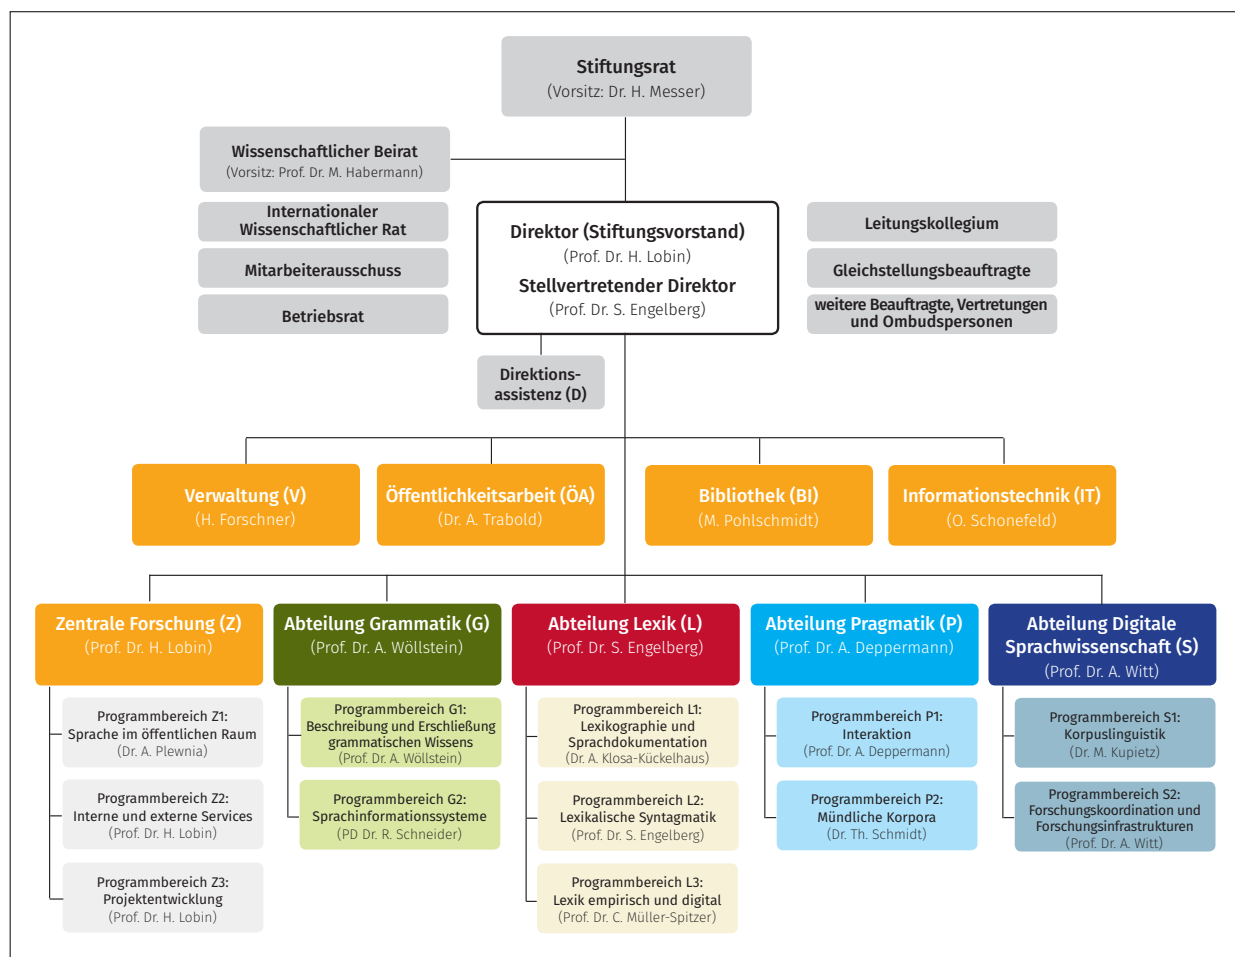 Stiftungsrat
(Vorsitz: Dr. H. Messer)
Wissenschaftlicher Beirat
(Vorsitz: Prof. Dr. M. Habermann)
Internationaler
Wissenschaftlicher Rat
Mitarbeiterausschuss
Betriebsrat
Direktor (Stiftungsvorstand)
(Prof. Dr. H. Lobin)
Stellvertretender Direktor
(Prof. Dr. S. Engelberg)
Leitungskollegium
Gleichstellungsbeauftragte
weitere Beauftragte, Vertretungen
und Ombudspersonen
Direktions-
assistenz (D)
Verwaltung (V)
(H. Forschner)
Öffentlichkeitsarbeit (ÖA)
(Dr. A. Trabold)
Bibliothek (BI)
(M. Pohlschmidt)
Informationstechnik (IT)
(O. Schonefeld)
Zentrale Forschung (Z)
(Prof. Dr. H. Lobin)
Programmbereich Z1:
Sprache im öffentlichen Raum
(Dr. A. Plewnia)
Programmbereich Z2:
Interne und externe Services
(Prof. Dr. H. Lobin)
Programmbereich Z3:
Projektentwicklung
(Prof. Dr. H. Lobin)
Abteilung Grammatik (G)
(Prof. Dr. A. Wöllstein)
Programmbereich G1:
Beschreibung und Erschließung
grammatischen Wissens
(Prof. Dr. A. Wöllstein)
Programmbereich G2:
Sprachinformationssysteme
(PD Dr. R. Schneider)
Abteilung Lexik (L)
(Prof. Dr. S. Engelberg)
Programmbereich L1:
Lexikographie und
Sprachdokumentation
(Dr. A. Klosa-Kückelhaus)
Programmbereich L2:
Lexikalische Syntagmatik
(Prof. Dr. S. Engelberg)
Programmbereich L3:
Lexik empirisch und digital
(Prof. Dr. C. Müller-Spitzer)
Abteilung Pragmatik (P)
(Prof. Dr. A. Deppermann)
Programmbereich P1:
Interaktion
(Prof. Dr. A. Deppermann)
Programmbereich P2:
Mündliche Korpora
(Dr. Th. Schmidt)
Abteilung Digitale
Sprachwissenschaft (S)
(Prof. Dr. A. Witt)
Programmbereich S1:
Korpuslinguistik
(Dr. M. Kupietz)
Programmbereich S2:
Forschungskoordination und
Forschungsinfrastrukturen
(Prof. Dr. A. Witt)